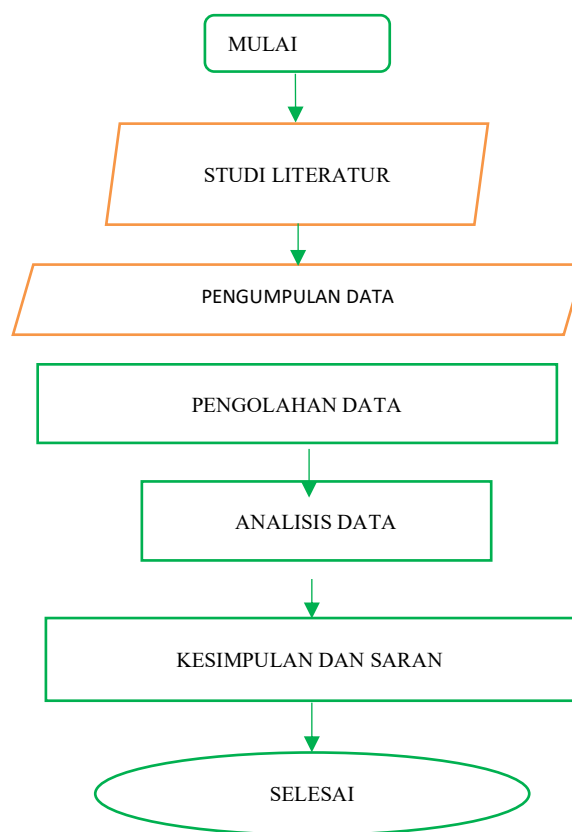 MULAI
STUDI LITERATUR
PENGUMPULAN DATA
PENGOLAHAN DATA
ANALISIS DATA
KESIMPULAN DAN SARAN
SELESAI